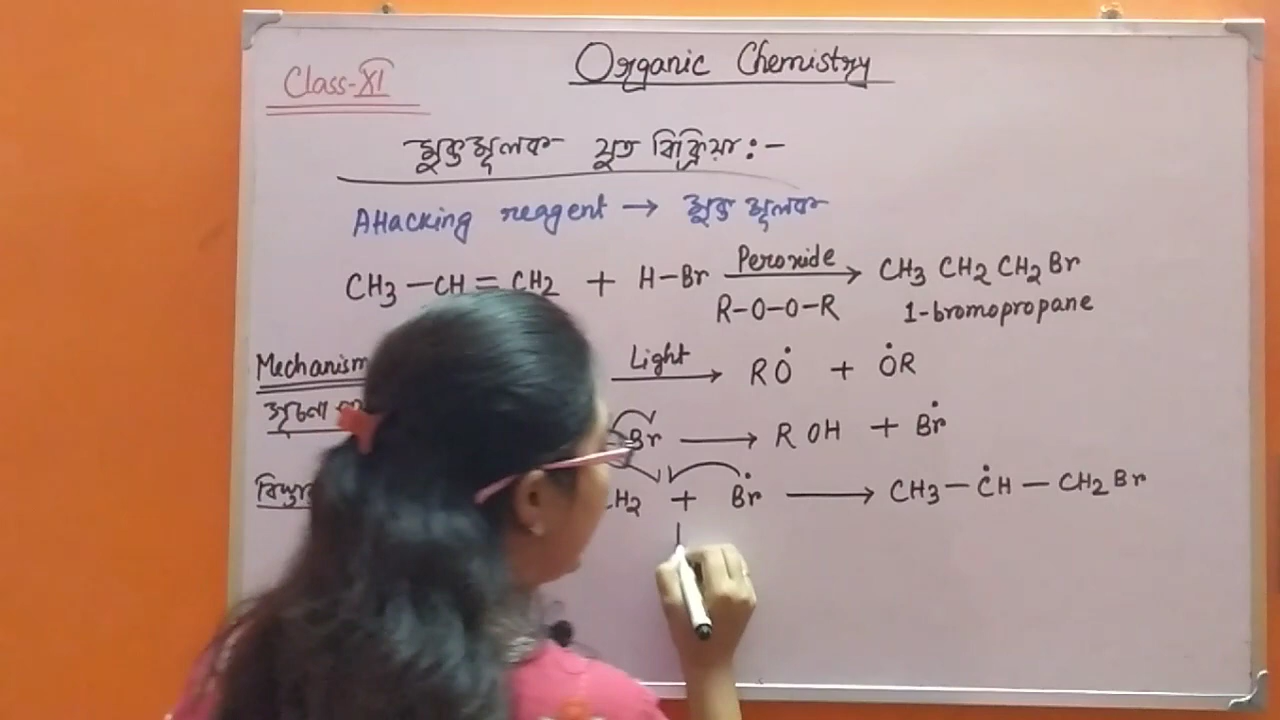 Organic Chemistry
Class-XI
মুক্তমূলক যুত বিক্রিয়া :-
Attacking reagent → মুক্ত মূলক
CH3 — CH = CH2 + H-Br Peroxide → CH3 CH2 CH2 Br
R-O-O-R 1-bromopropane
Mechanism Light → RȮ + ȮR
সূচনা Br → R OH + Ḃr
CH2 + Ḃr → CH3 — ĊH — CH2 Br